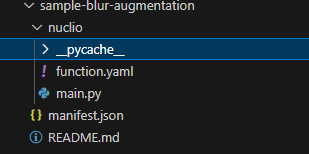 sample-blur-augmentation
nuclio
__pycache__
function.yaml
main.py
manifest.json
README.md